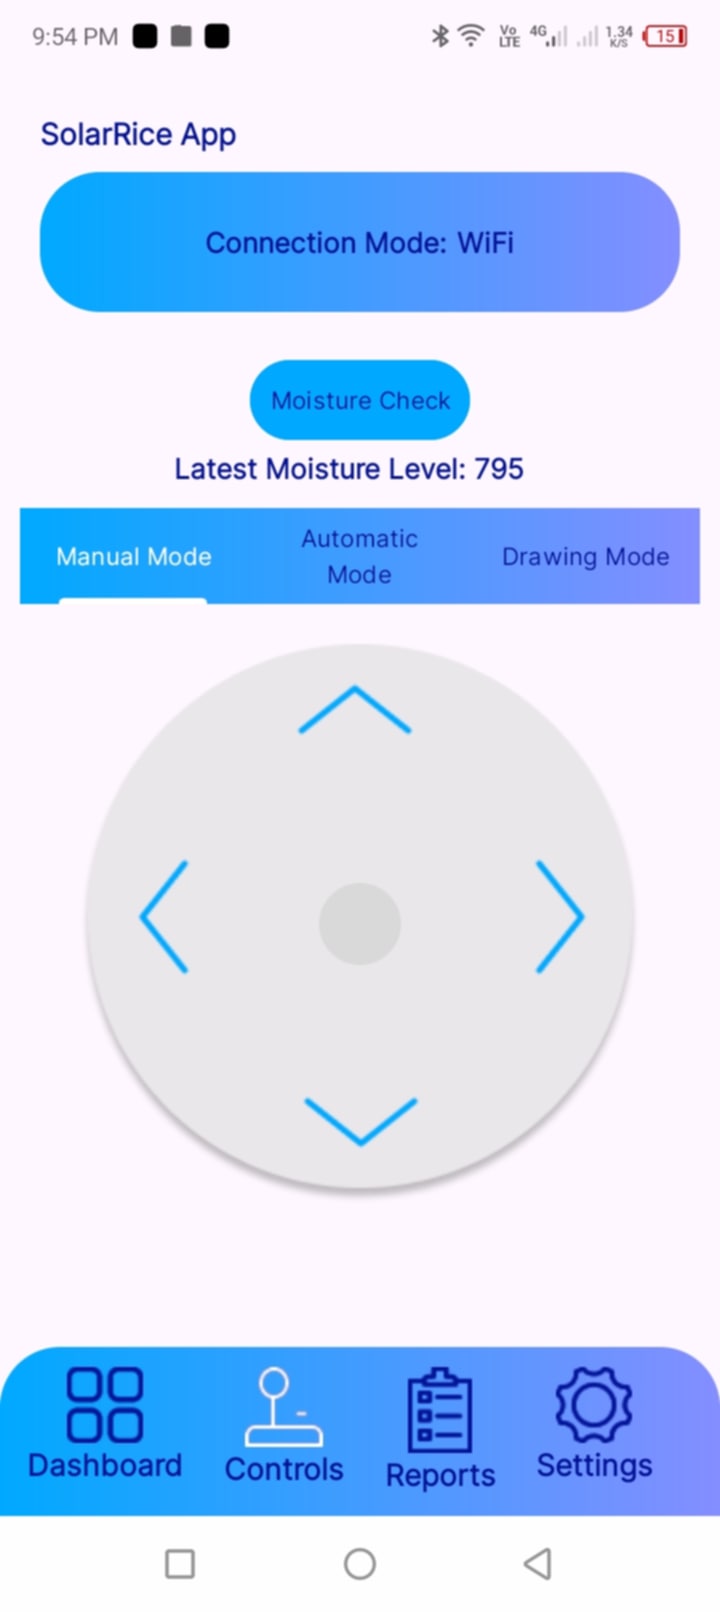 9:54 PM
Vo LTE 4G 1.34 K/S 15
SolarRice App
Connection Mode: WiFi
Moisture Check
Latest Moisture Level: 795
Manual Mode
Automatic
Mode
Drawing Mode
Dashboard
Controls
Reports
Settings